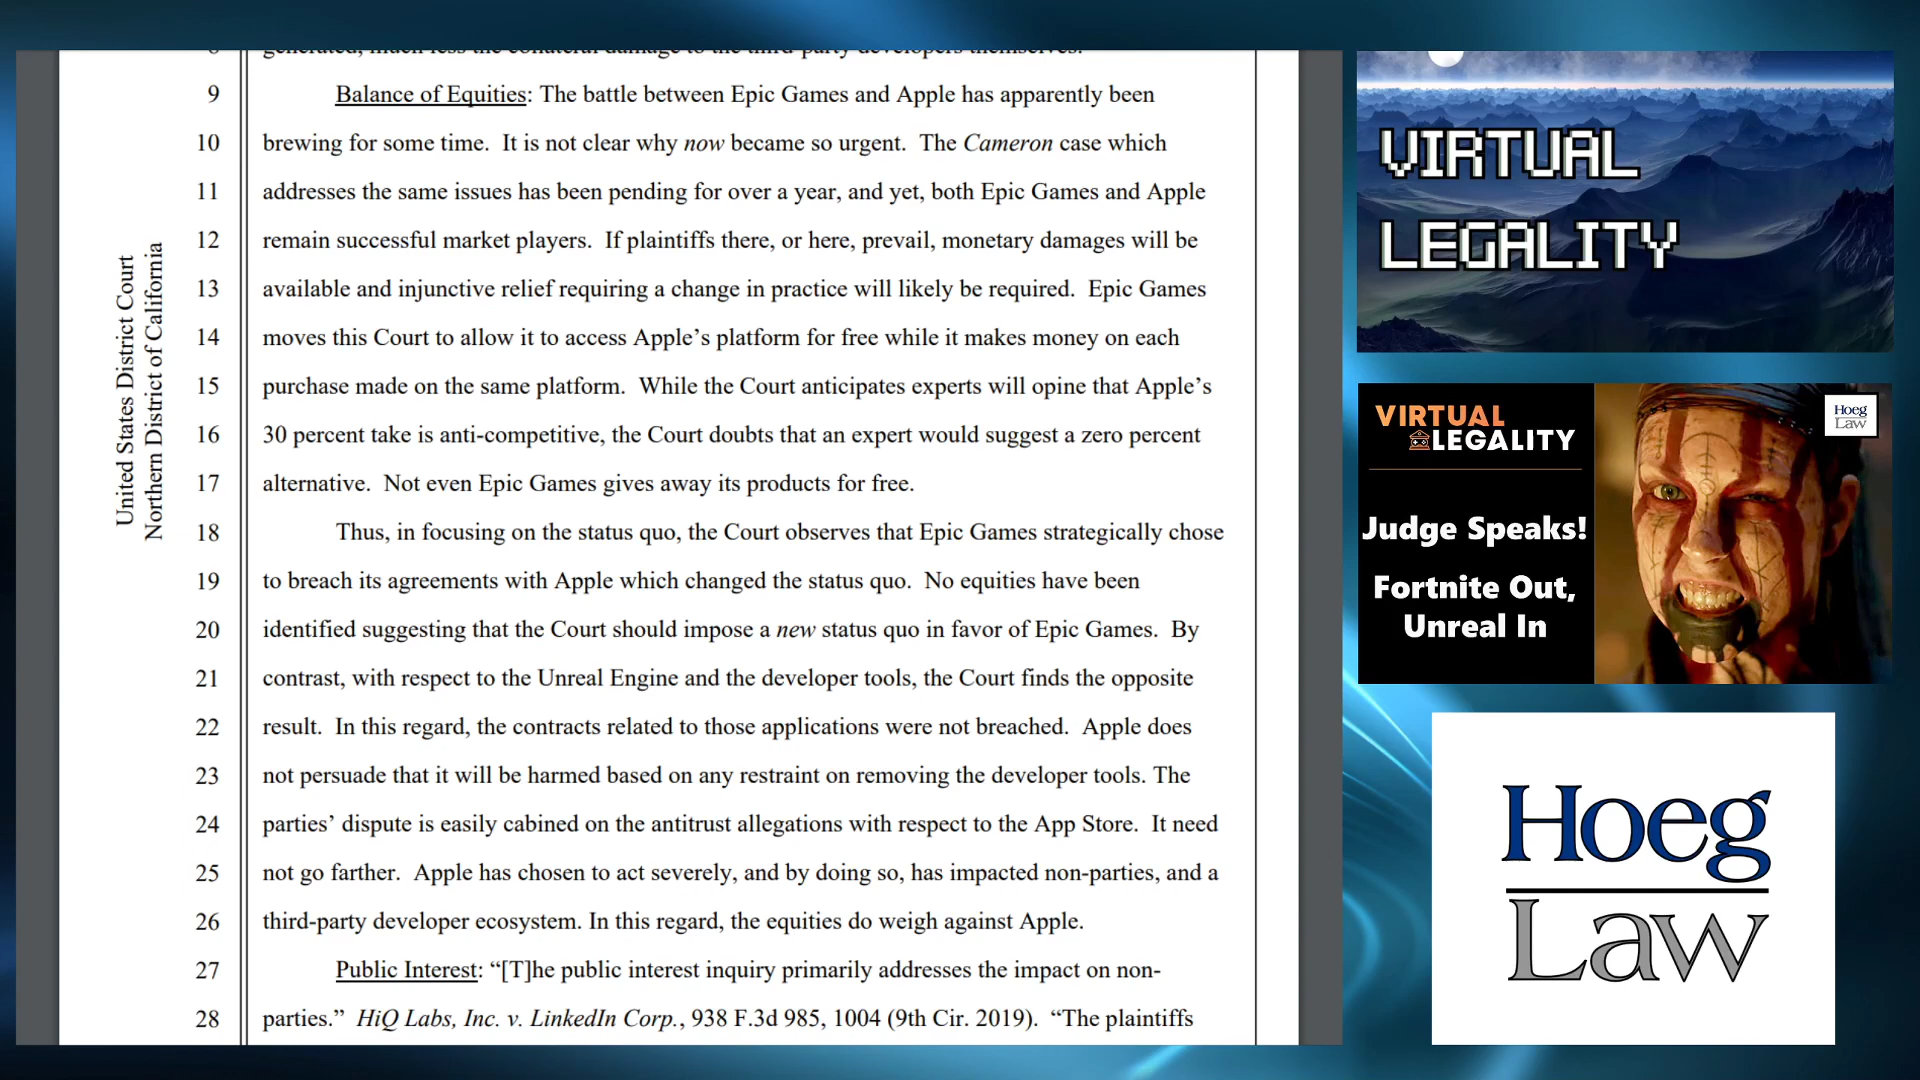 8 generated, much less the collateral damage to the third-party developers themselves.
9 Balance of Equities: The battle between Epic Games and Apple has apparently been
10 brewing for some time. It is not clear why now became so urgent. The Cameron case which
11 addresses the same issues has been pending for over a year, and yet, both Epic Games and Apple
12 remain successful market players. If plaintiffs there, or here, prevail, monetary damages will be
13 available and injunctive relief requiring a change in practice will likely be required. Epic Games
14 moves this Court to allow it to access Apple’s platform for free while it makes money on each
15 purchase made on the same platform. While the Court anticipates experts will opine that Apple’s
16 30 percent take is anti-competitive, the Court doubts that an expert would suggest a zero percent
17 alternative. Not even Epic Games gives away its products for free.
18 Thus, in focusing on the status quo, the Court observes that Epic Games strategically chose
19 to breach its agreements with Apple which changed the status quo. No equities have been
20 identified suggesting that the Court should impose a new status quo in favor of Epic Games. By
21 contrast, with respect to the Unreal Engine and the developer tools, the Court finds the opposite
22 result. In this regard, the contracts related to those applications were not breached. Apple does
23 not persuade that it will be harmed based on any restraint on removing the developer tools. The
24 parties’ dispute is easily cabined on the antitrust allegations with respect to the App Store. It need
25 not go farther. Apple has chosen to act severely, and by doing so, has impacted non-parties, and a
26 third-party developer ecosystem. In this regard, the equities do weigh against Apple.
27 Public Interest: “[T]he public interest inquiry primarily addresses the impact on non-
28 parties.” HiQ Labs, Inc. v. LinkedIn Corp., 938 F.3d 985, 1004 (9th Cir. 2019). “The plaintiffs
United States District Court
Northern District of California
VIRTUAL
LEGALITY
VIRTUAL
LEGALITY
Judge Speaks!
Fortnite Out,
Unreal In
Hoeg
Law
Hoeg
Law